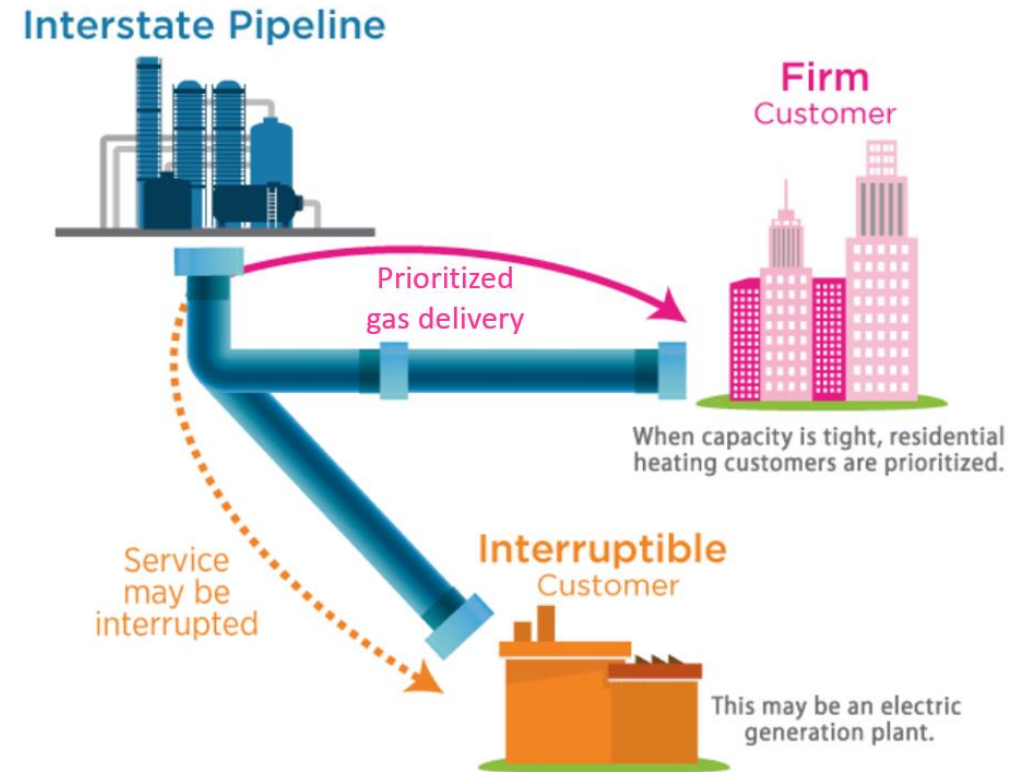 Interstate Pipeline
Firm
Customer
Prioritized
gas delivery
When capacity is tight, residential
heating customers are prioritized.
Service
may be
interrupted
Interruptible
Customer
This may be an electric
generation plant.